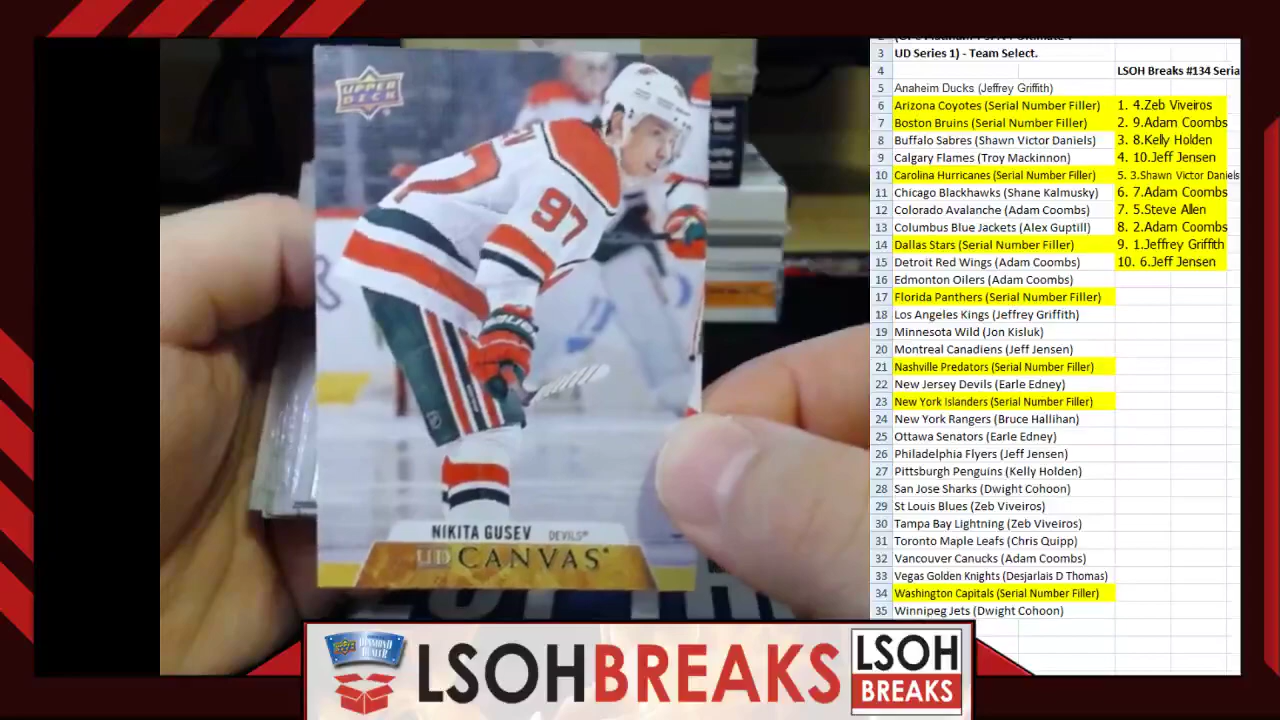 UPPER
DECK
97
NIKITA GUSEV DEVILS
UD CANVAS
3 UD Series 1) - Team Select.
4 LSOH Breaks #134 Seria
5 Anaheim Ducks (Jeffrey Griffith)
6 Arizona Coyotes (Serial Number Filler) 1. 4.Zeb Viveiros
7 Boston Bruins (Serial Number Filler) 2. 9.Adam Coombs
8 Buffalo Sabres (Shawn Victor Daniels) 3. 8.Kelly Holden
9 Calgary Flames (Troy Mackinnon) 4. 10.Jeff Jensen
10 Carolina Hurricanes (Serial Number Filler) 5. 3.Shawn Victor Daniels
11 Chicago Blackhawks (Shane Kalmusky) 6. 7.Adam Coombs
12 Colorado Avalanche (Adam Coombs) 7. 5.Steve Allen
13 Columbus Blue Jackets (Alex Guptill) 8. 2.Adam Coombs
14 Dallas Stars (Serial Number Filler) 9. 1.Jeffrey Griffith
15 Detroit Red Wings (Adam Coombs) 10. 6.Jeff Jensen
16 Edmonton Oilers (Adam Coombs)
17 Florida Panthers (Serial Number Filler)
18 Los Angeles Kings (Jeffrey Griffith)
19 Minnesota Wild (Jon Kisluk)
20 Montreal Canadiens (Jeff Jensen)
21 Nashville Predators (Serial Number Filler)
22 New Jersey Devils (Earle Edney)
23 New York Islanders (Serial Number Filler)
24 New York Rangers (Bruce Hallihan)
25 Ottawa Senators (Earle Edney)
26 Philadelphia Flyers (Jeff Jensen)
27 Pittsburgh Penguins (Kelly Holden)
28 San Jose Sharks (Dwight Cohoon)
29 St Louis Blues (Zeb Viveiros)
30 Tampa Bay Lightning (Zeb Viveiros)
31 Toronto Maple Leafs (Chris Quipp)
32 Vancouver Canucks (Adam Coombs)
33 Vegas Golden Knights (Desjarlais D Thomas)
34 Washington Capitals (Serial Number Filler)
35 Winnipeg Jets (Dwight Cohoon)
DIAMOND
DEALER
LSOHBREAKS
LSOH
BREAKS